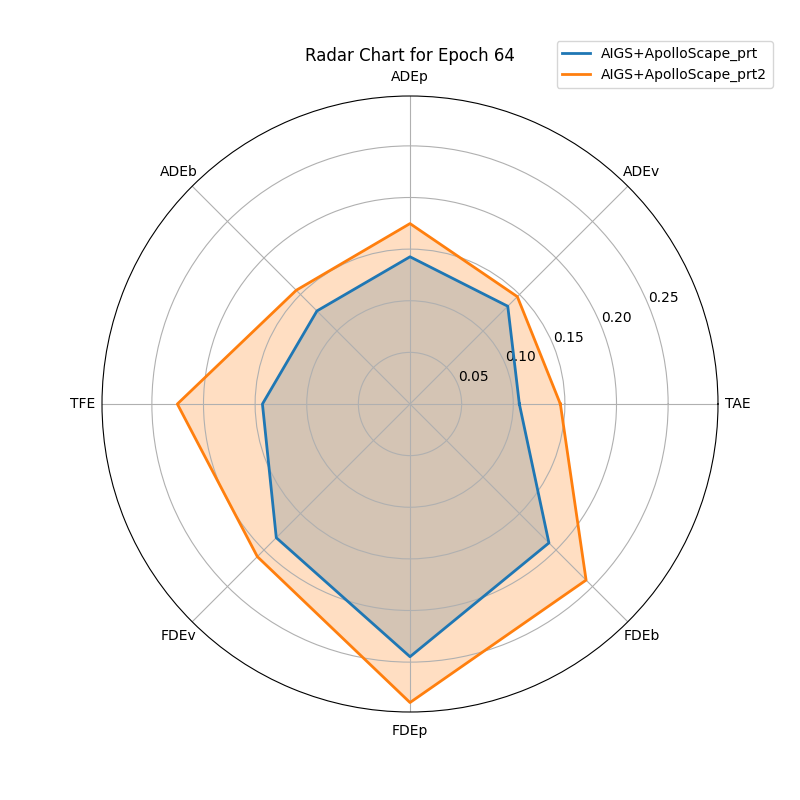 Radar Chart for Epoch 64
AIGS+ApolloScape_prt
AIGS+ApolloScape_prt2
ADEp
ADEb
ADEv
0.25
0.20
0.15
0.10
0.05
TFE
TAE
FDEv
FDEb
FDEp